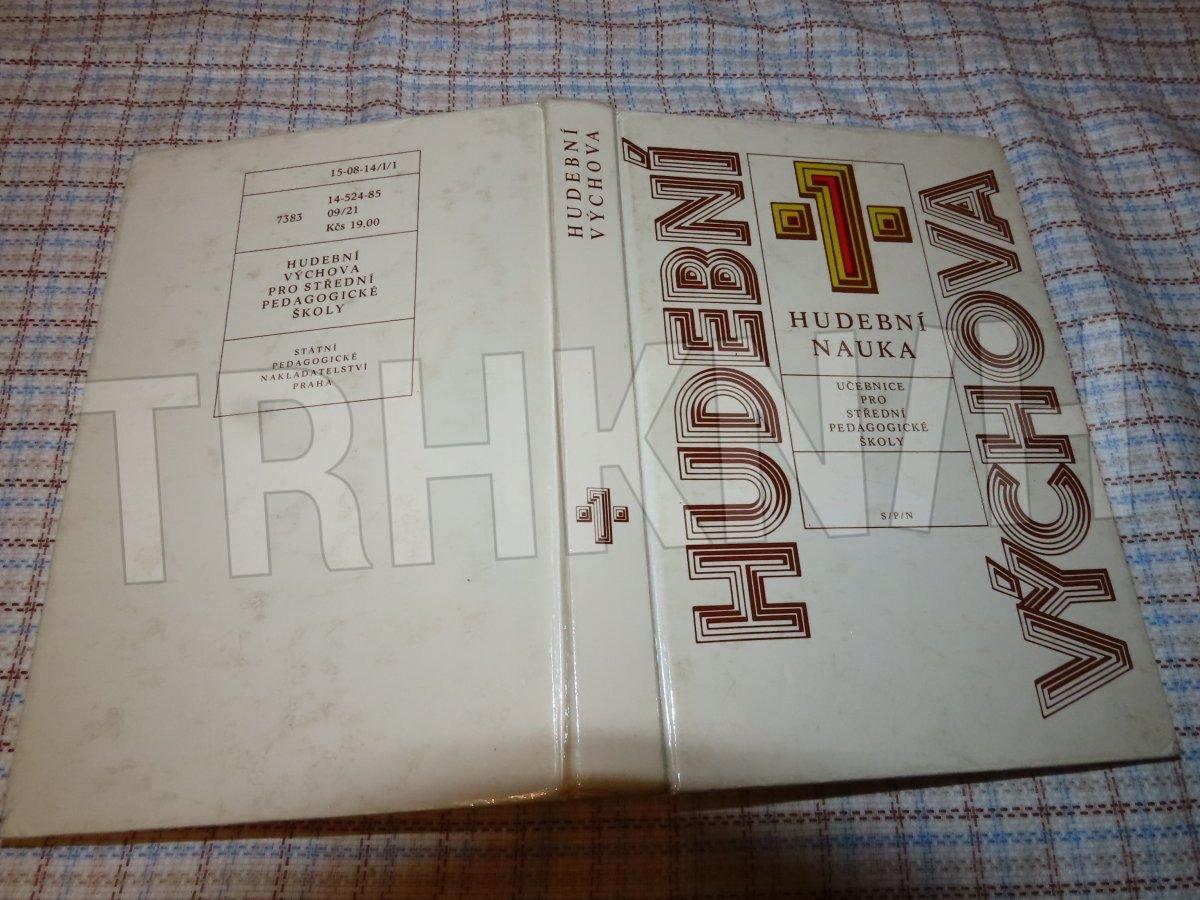 15-08-14/I/1
14-524-85
7383
09/21
Kčs 19,00
HUDEBNÍ
VÝCHOVA
PRO STŘEDNÍ
PEDAGOGICKÉ
ŠKOLY
STÁTNÍ
PEDAGOGICKÉ
NAKLADATELSTVÍ
PRAHA
HUDEBNÍ
VÝCHOVA
·1·
HUDEBNÍ
·1·
HUDEBNÍ
NAUKA
UČEBNICE
PRO
STŘEDNÍ
PEDAGOGICKÉ
ŠKOLY
S/P/N
VÝCHOVA